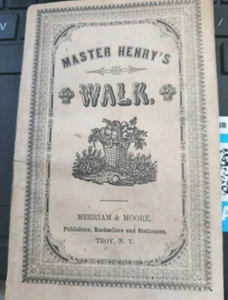 MASTER HENRY'S
WALK.
MERRIAM & MOORE,
Publishers, Booksellers and Stationers,
TROY, N. Y.